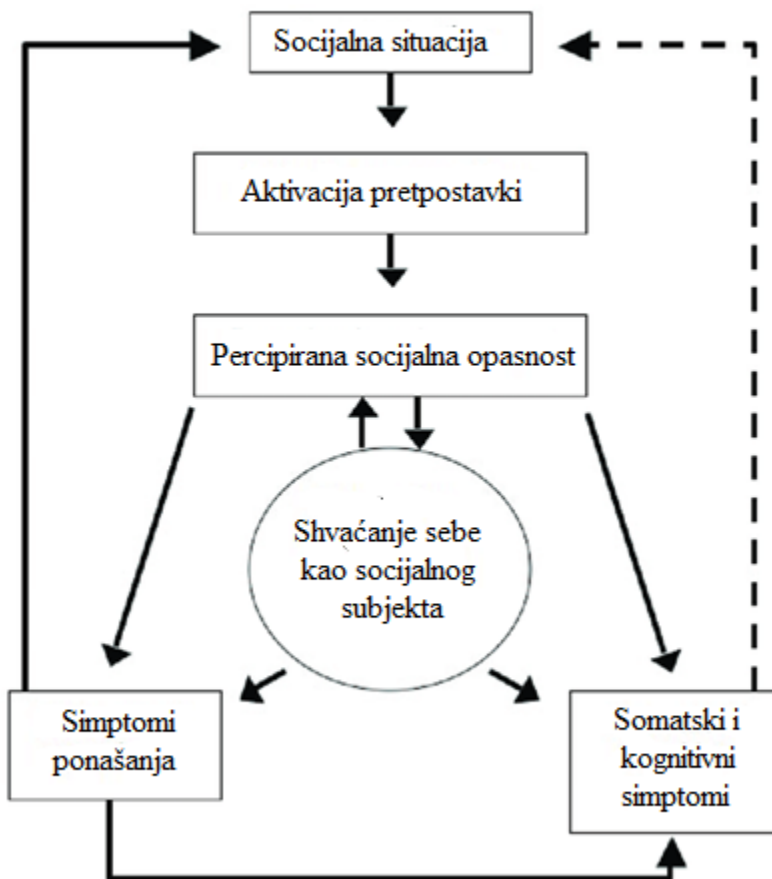 Socijalna situacija
Aktivacija pretpostavki
Percipirana socijalna opasnost
Shvaćanje sebe
kao socijalnog
subjekta
Simptomi
ponašanja
Somatski i
kognitivni
simptomi